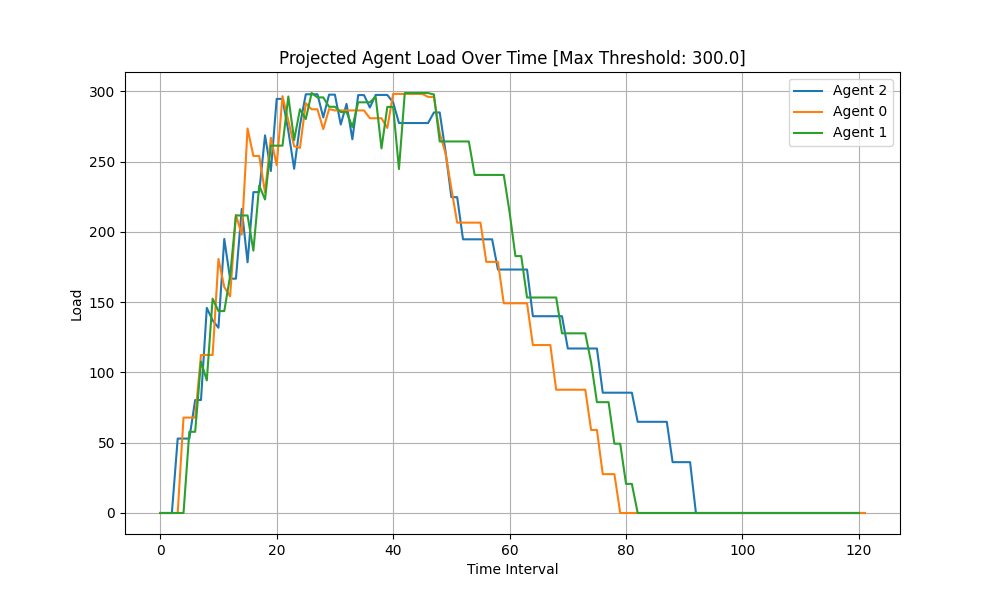 Projected Agent Load Over Time [Max Threshold: 300.0]
Agent 2
Agent 0
Agent 1
300
250
200
150
100
50
0
Load
0 20 40 60 80 100 120
Time Interval